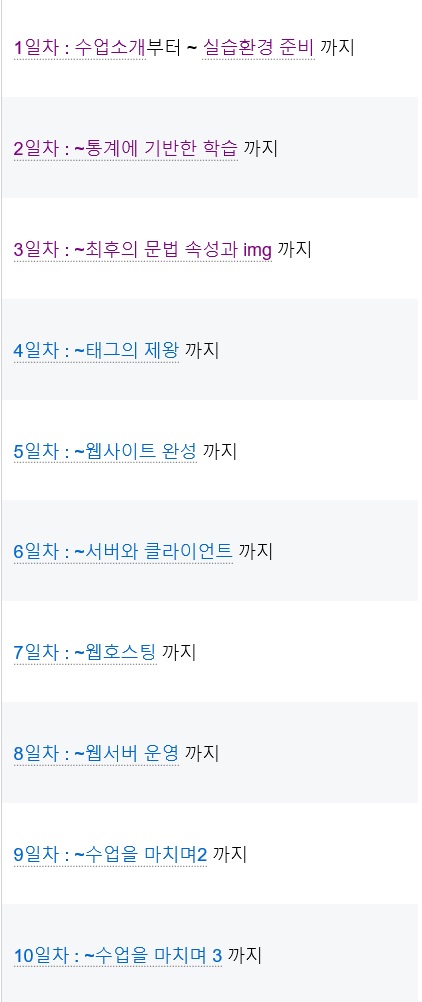 1일차 : 수업소개부터 ~ 실습환경 준비 까지
2일차 : ~통계에 기반한 학습 까지
3일차 : ~최후의 문법 속성과 img 까지
4일차 : ~태그의 제왕 까지
5일차 : ~웹사이트 완성 까지
6일차 : ~서버와 클라이언트 까지
7일차 : ~웹호스팅 까지
8일차 : ~웹서버 운영 까지
9일차 : ~수업을 마치며2 까지
10일차 : ~수업을 마치며 3 까지